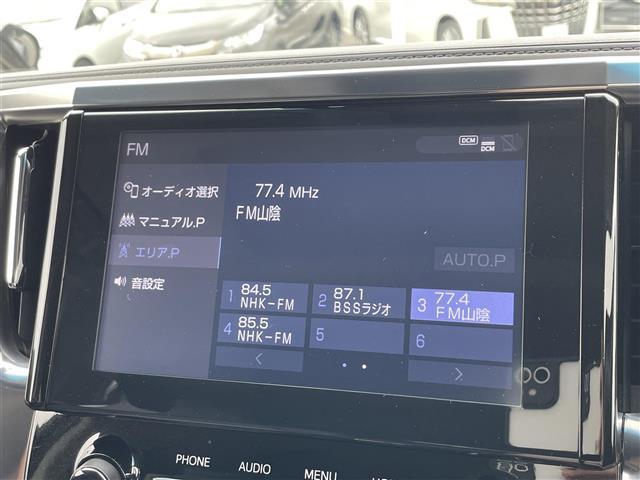 FM
DCM
DCM
オーディオ選択
マニュアル.P
エリア.P
音設定
77.4 MHz
FM山陰
AUTO.P
1 84.5 NHK-FM
2 87.1 BSSラジオ
3 77.4 FM山陰
4 85.5 NHK-FM
5
6
PHONE AUDIO MENU